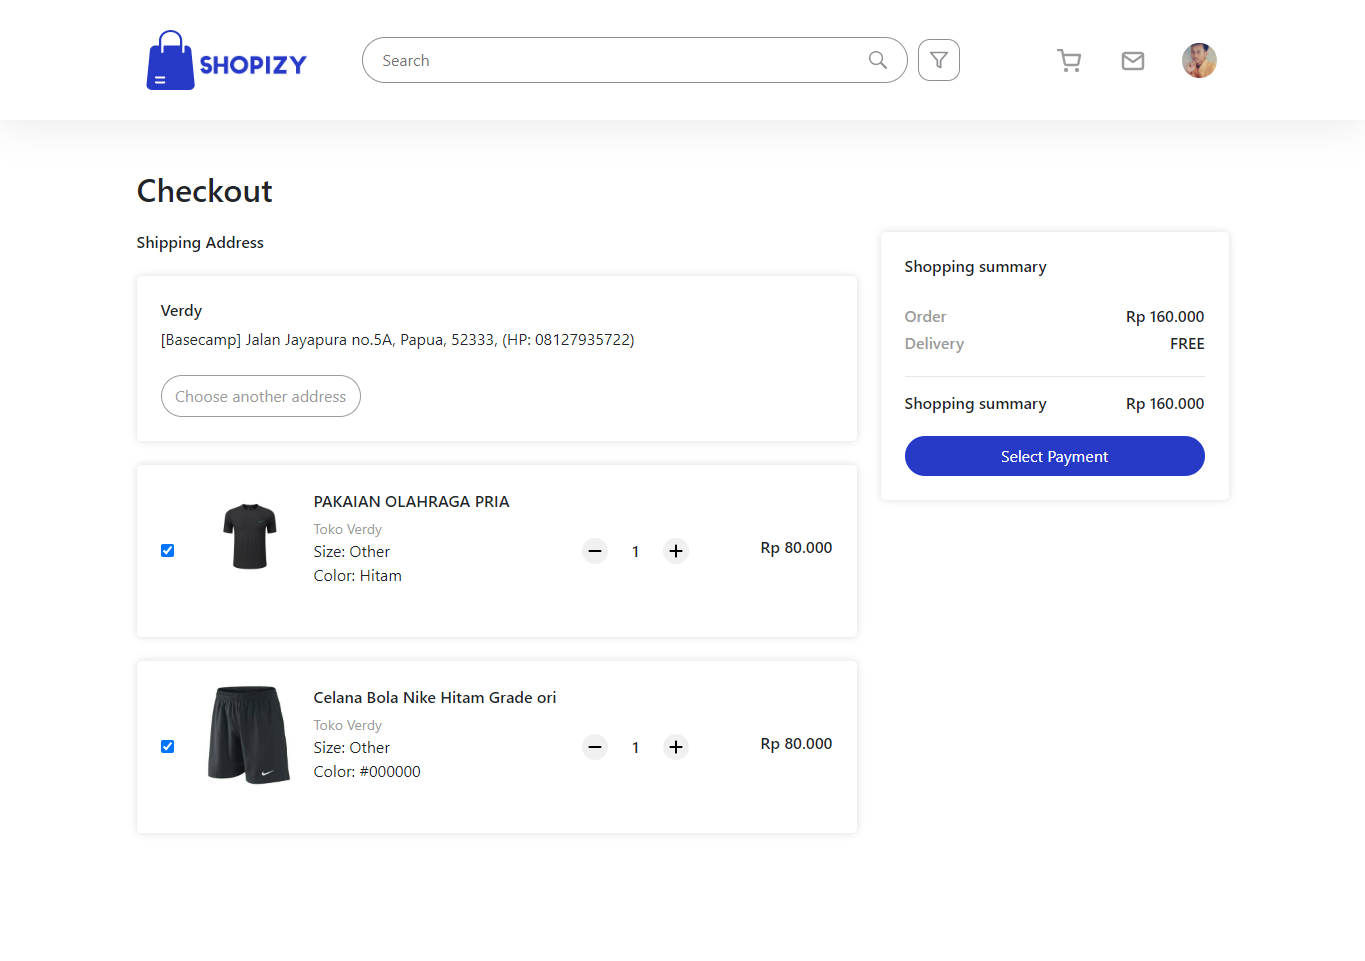 SHOPIZY
Search
Checkout
Shipping Address
Verdy
[Basecamp] Jalan Jayapura no.5A, Papua, 52333, (HP: 08127935722)
Choose another address
PAKAIAN OLAHRAGA PRIA
Toko Verdy
Size: Other
Color: Hitam
1
Rp 80.000
Celana Bola Nike Hitam Grade ori
Toko Verdy
Size: Other
Color: #000000
1
Rp 80.000
Shopping summary
Order Rp 160.000
Delivery FREE
Shopping summary Rp 160.000
Select Payment